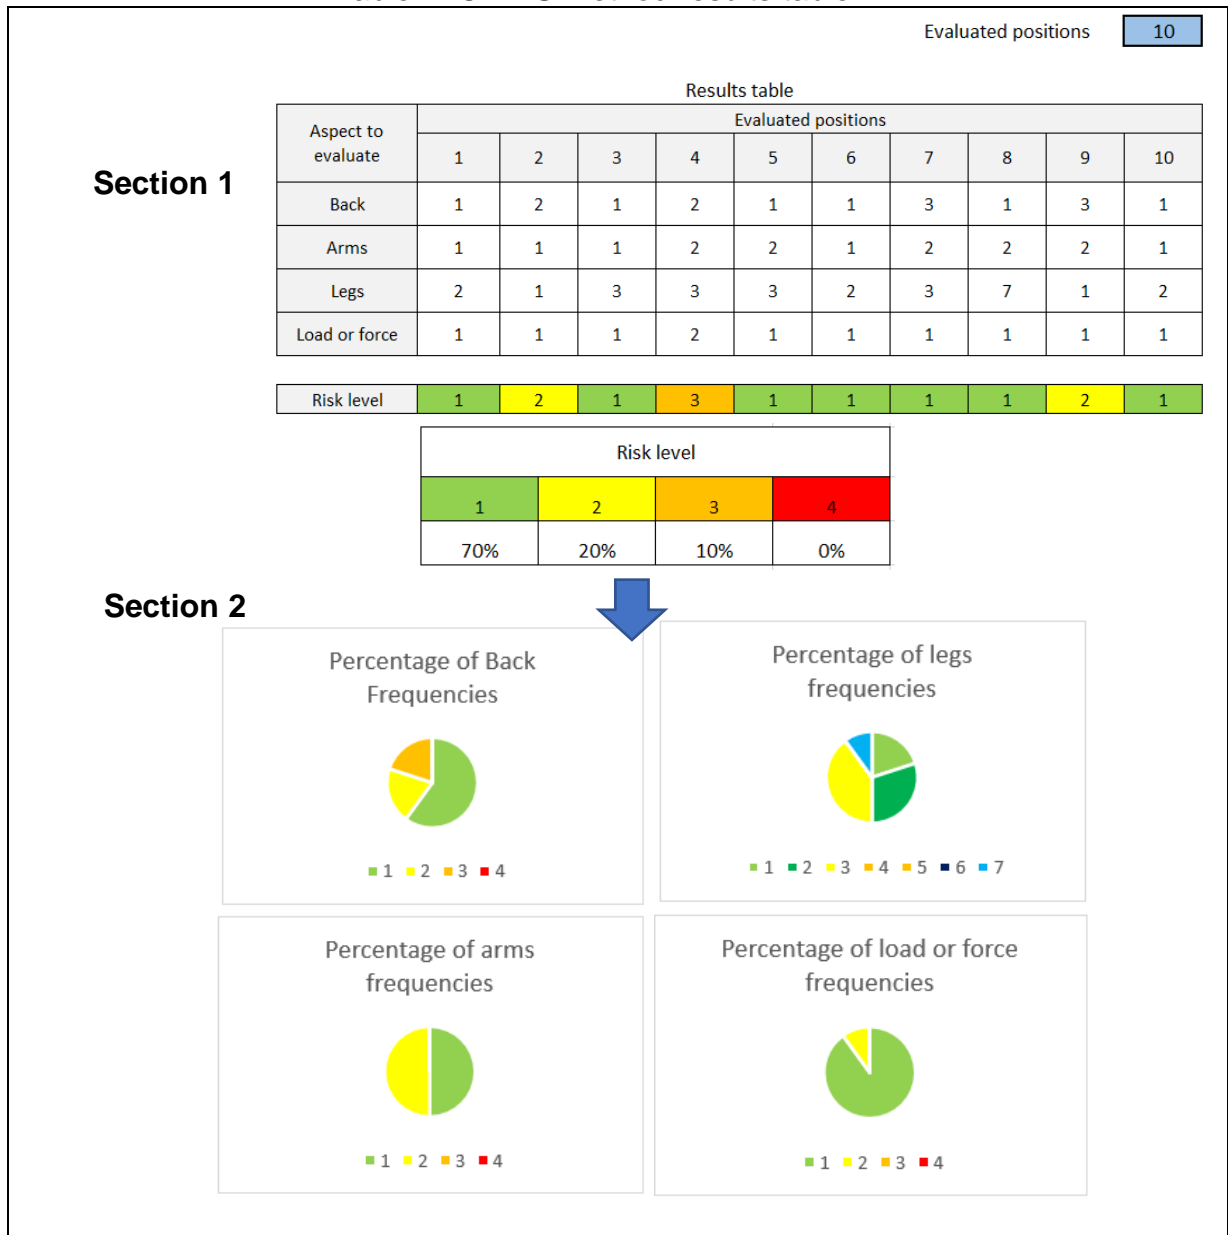 Evaluated positions 10
Results table
Aspect to evaluate Evaluated positions
1 2 3 4 5 6 7 8 9 10
Section 1
Back 1 2 1 2 1 1 3 1 3 1
Arms 1 1 1 2 2 1 2 2 2 1
Legs 2 1 3 3 3 2 3 7 1 2
Load or force 1 1 1 2 1 1 1 1 1 1
Risk level 1 2 1 3 1 1 1 1 2 1
Risk level
1 2 3 4
70% 20% 10% 0%
Section 2
Percentage of Back
Frequencies
1 2 3 4
Percentage of legs
frequencies
1 2 3 4 5 6 7
Percentage of arms
frequencies
1 2 3 4
Percentage of load or force
frequencies
1 2 3 4